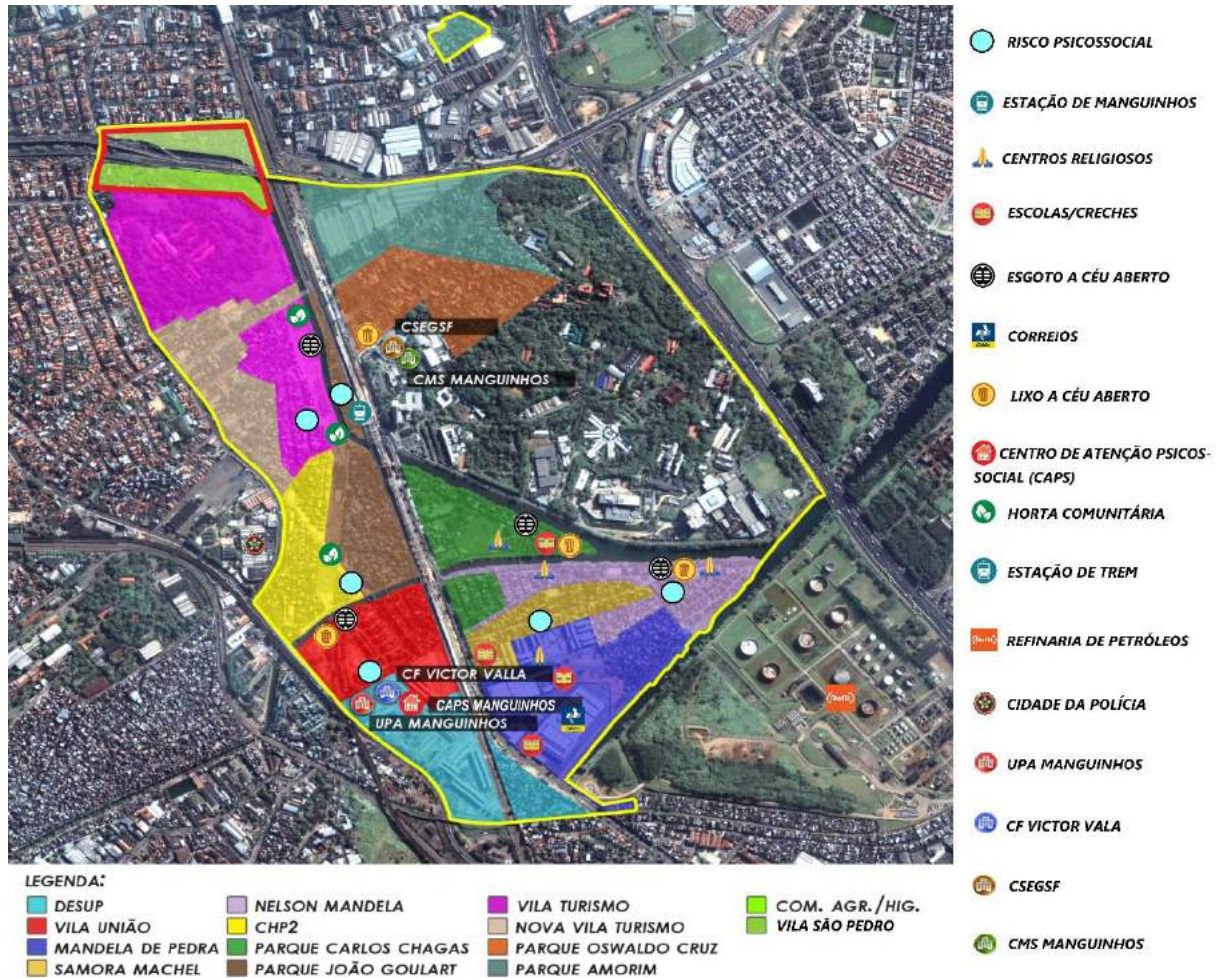 RISCO PSICOSSOCIAL
ESTAÇÃO DE MANGUINHOS
CENTROS RELIGIOSOS
ESCOLAS/CRECHES
ESGOTO A CÉU ABERTO
CORREIOS
LIXO A CÉU ABERTO
CENTRO DE ATENÇÃO PSICOS-
SOCIAL (CAPS)
HORTA COMUNITÁRIA
ESTAÇÃO DE TREM
REFINARIA DE PETRÓLEOS
CIDADE DA POLÍCIA
UPA MANGUINHOS
CF VICTOR VALA
CSEGSF
CMS MANGUINHOS
CSEGSF
CMS MANGUINHOS
CF VICTOR VALLA
CAPS MANGUINHOS
UPA MANGUINHOS
LEGENDA:
DESUP
VILA UNIÃO
MANDELA DE PEDRA
SAMORA MACHEL
NELSON MANDELA
CHP2
PARQUE CARLOS CHAGAS
PARQUE JOÃO GOULART
VILA TURISMO
NOVA VILA TURISMO
PARQUE OSWALDO CRUZ
PARQUE AMORIM
COM. AGR./HIG.
VILA SÃO PEDRO